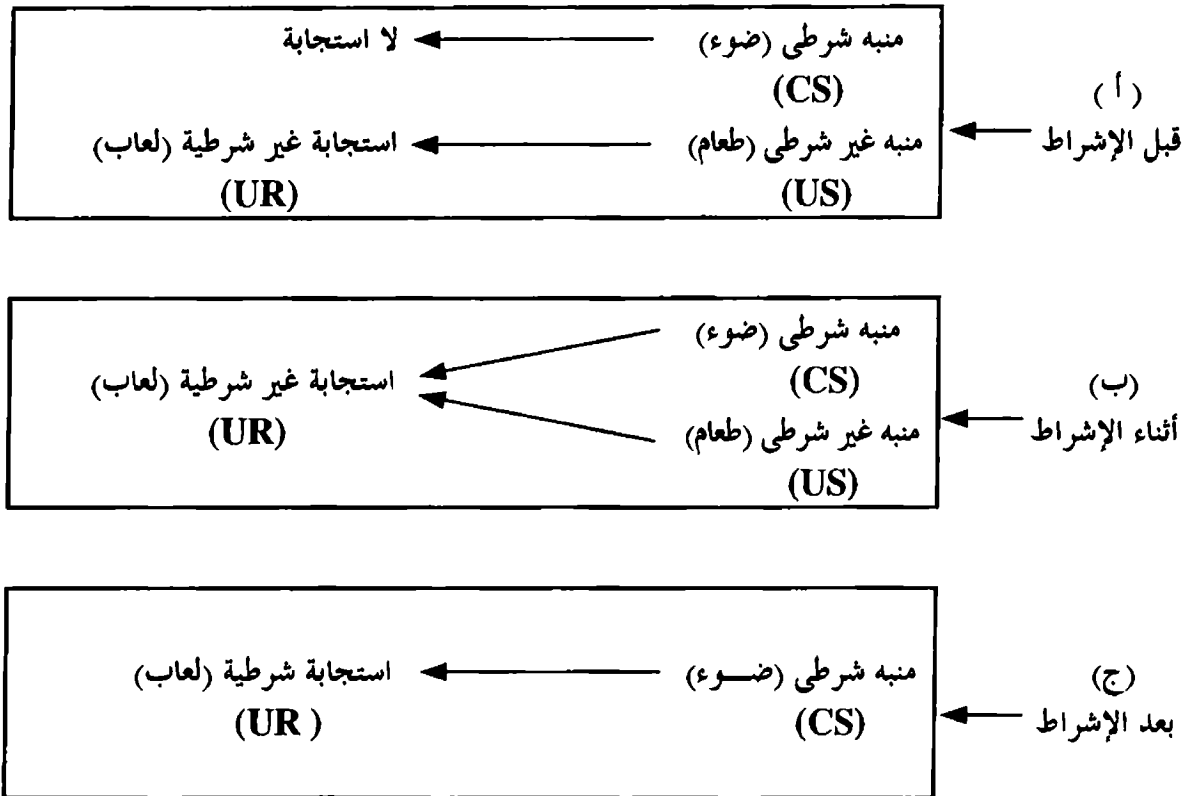 منبه شرطى (ضوء) لا استجابة
(CS)
( أ )
قبل الإشراط
منبه غير شرطى (طعام) استجابة غير شرطية (لعاب)
(US) (UR)
منبه شرطى (ضوء)
(CS)
استجابة غير شرطية (لعاب)
(UR)
(ب)
أثناء الإشراط
منبه غير شرطى (طعام)
(US)
(ج)
بعد الإشراط
منبه شرطى (ضــوء) استجابة شرطية (لعاب)
(CS) (UR )